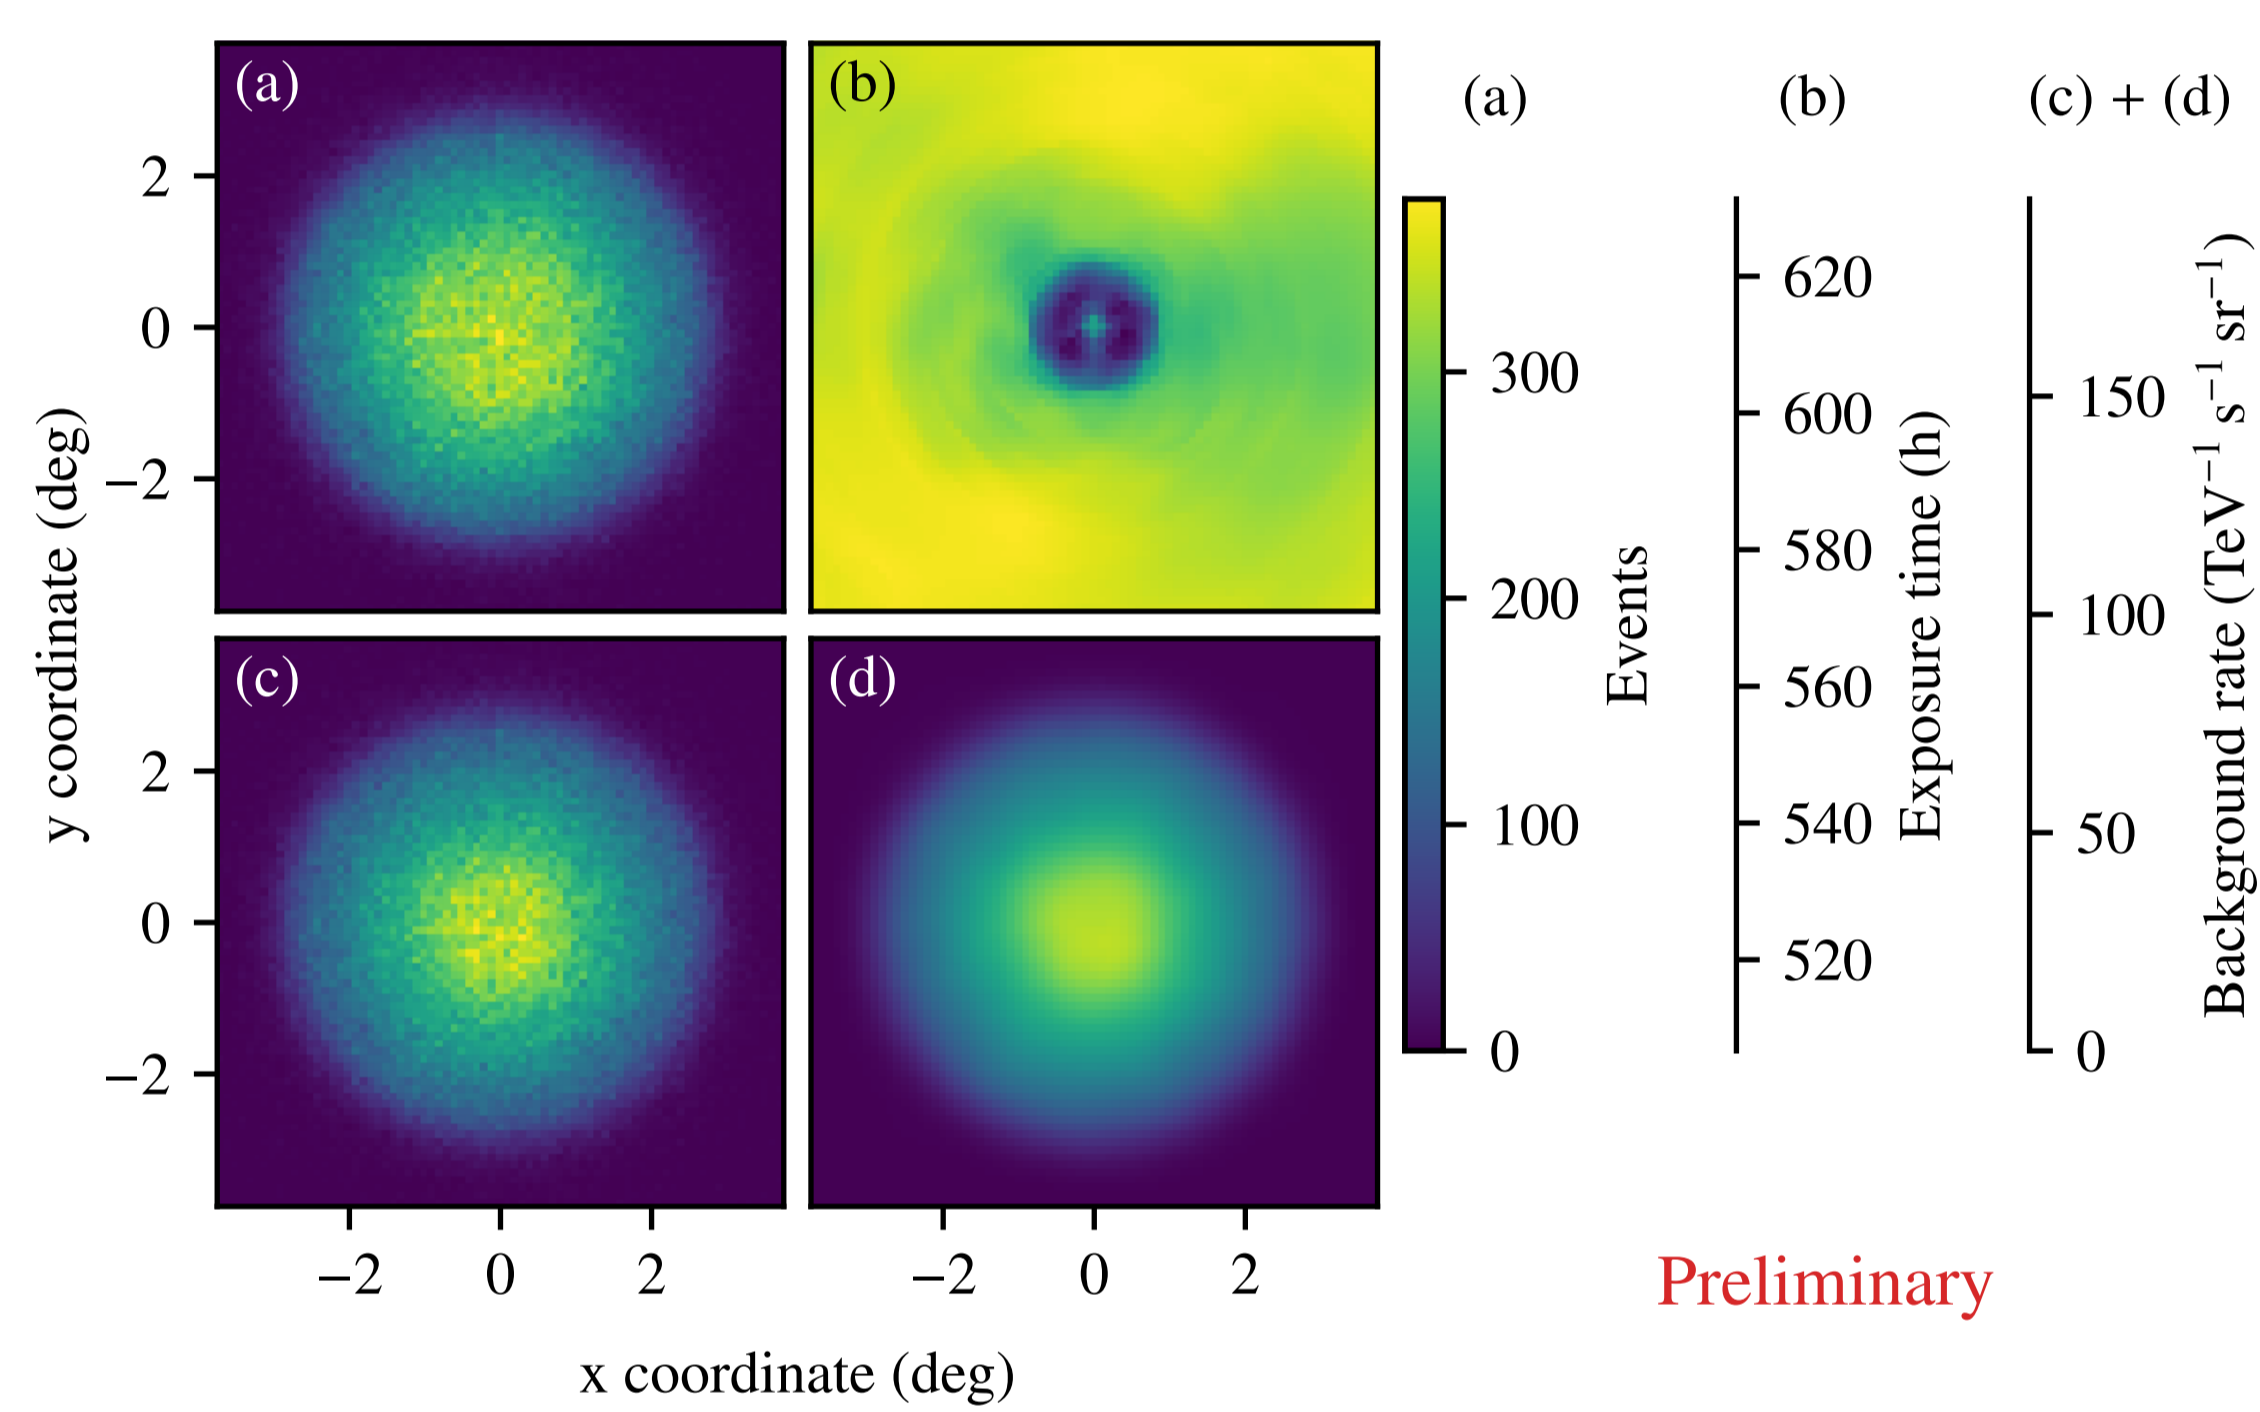 (a)
(b)
(c)
(d)
2
0
−2
2
0
−2
y coordinate (deg)
−2
0
2
−2
0
2
x coordinate (deg)
(a)
300
200
100
0
Events
(b)
620
600
580
560
540
520
Exposure time (h)
(c) + (d)
150
100
50
0
Background rate (TeV⁻¹ s⁻¹ sr⁻¹)
Preliminary